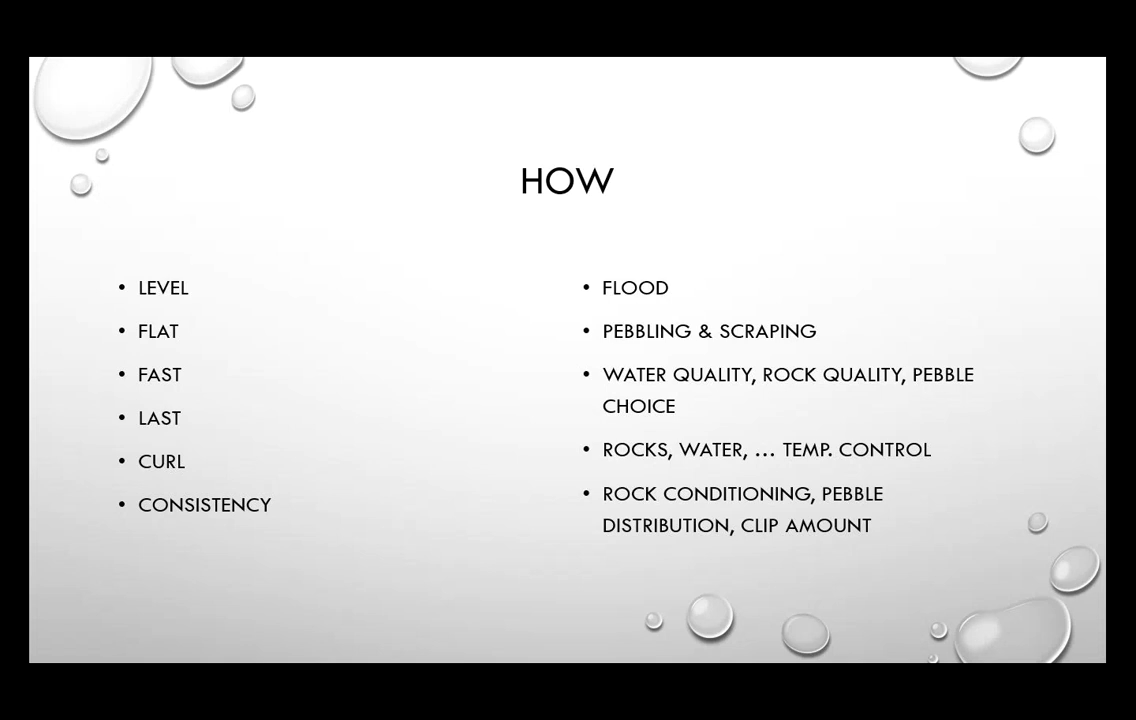 HOW
• LEVEL
• FLAT
• FAST
• LAST
• CURL
• CONSISTENCY
• FLOOD
• PEBBLING & SCRAPING
• WATER QUALITY, ROCK QUALITY, PEBBLE
CHOICE
• ROCKS, WATER, ... TEMP. CONTROL
• ROCK CONDITIONING, PEBBLE
DISTRIBUTION, CLIP AMOUNT